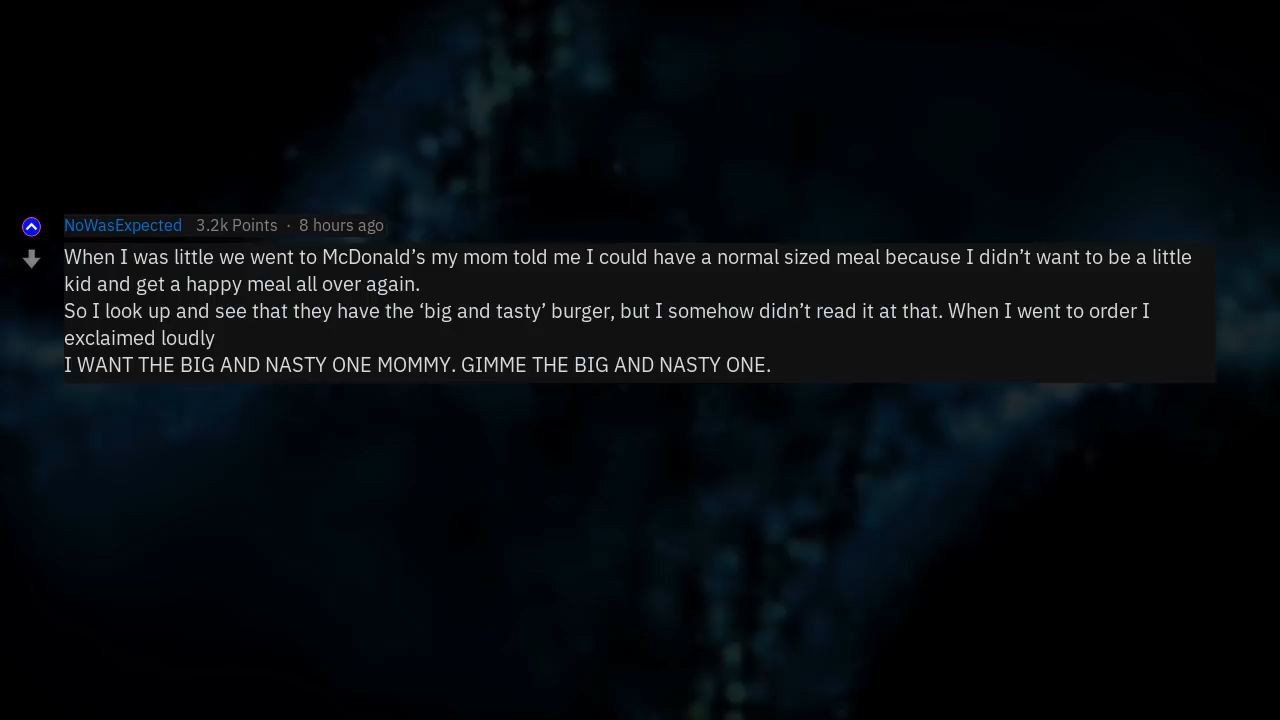 NoWasExpected 3.2k Points · 8 hours ago
When I was little we went to McDonald’s my mom told me I could have a normal sized meal because I didn’t want to be a little
kid and get a happy meal all over again.
So I look up and see that they have the ‘big and tasty’ burger, but I somehow didn’t read it at that. When I went to order I
exclaimed loudly
I WANT THE BIG AND NASTY ONE MOMMY. GIMME THE BIG AND NASTY ONE.